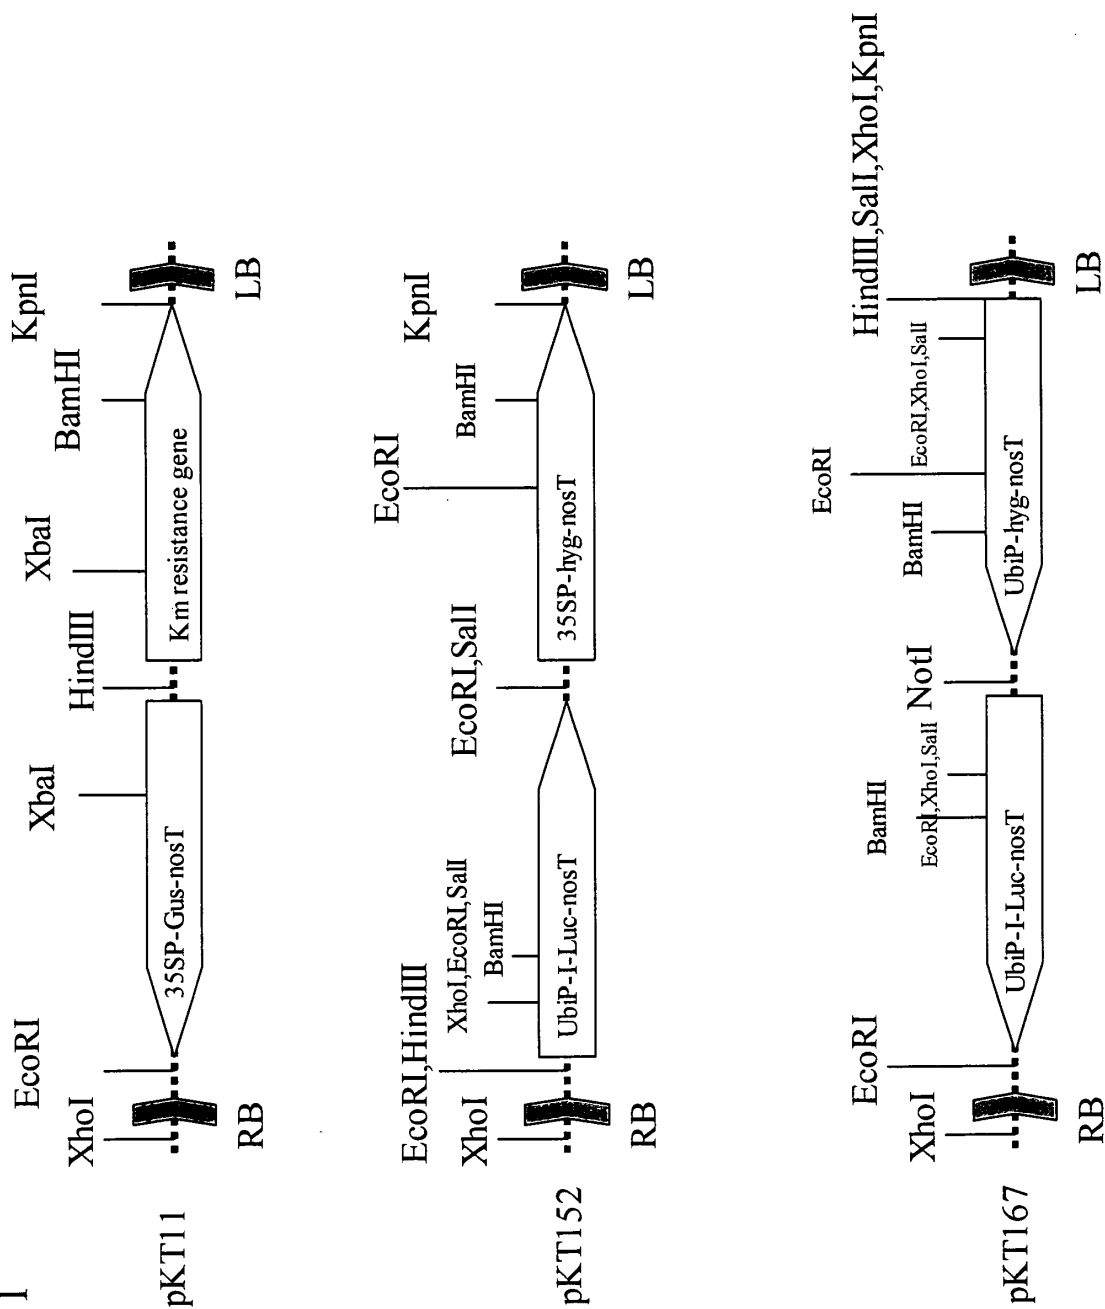 1
pKT11
XhoI
EcoRI
XbaI
HindIII
XbaI
BamHI
KpnI
35SP-Gus-nosT
Km resistance gene
RB
LB
pKT152
XhoI
EcoRI,HindIII
XhoI,EcoRI,SalI
BamHI
EcoRI,SalI
EcoRI
BamHI
KpnI
UbiP-I-Luc-nosT
35SP-hyg-nosT
RB
LB
pKT167
XhoI
EcoRI
BamHI
EcoRI,XhoI,SalI
NotI
BamHI
EcoRI
EcoRI,XhoI,SalI
HindIII,SalI,XhoI,KpnI
UbiP-I-Luc-nosT
UbiP-hyg-nosT
RB
LB